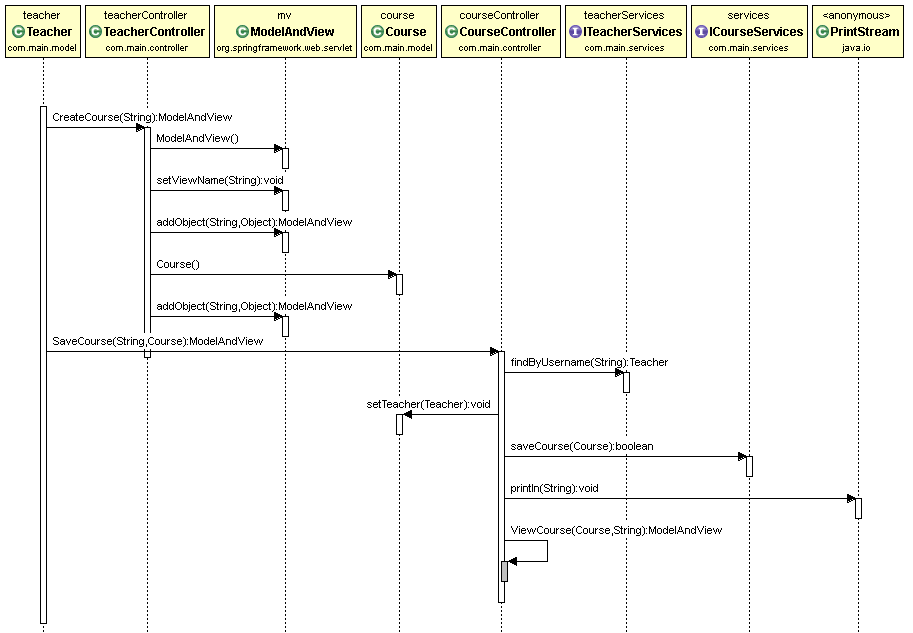 teacher
C Teacher
com.main.model
teacherController
C TeacherController
com.main.controller
mv
C ModelAndView
org.springframework.web.servlet
course
C Course
com.main.model
courseController
C CourseController
com.main.controller
teacherServices
I ITeacherServices
com.main.services
services
I ICourseServices
com.main.services
<anonymous>
C PrintStream
java.io
CreateCourse(String):ModelAndView
ModelAndView()
setViewName(String):void
addObject(String,Object):ModelAndView
Course()
addObject(String,Object):ModelAndView
SaveCourse(String,Course):ModelAndView
findByUsername(String):Teacher
setTeacher(Teacher):void
saveCourse(Course):boolean
println(String):void
ViewCourse(Course,String):ModelAndView